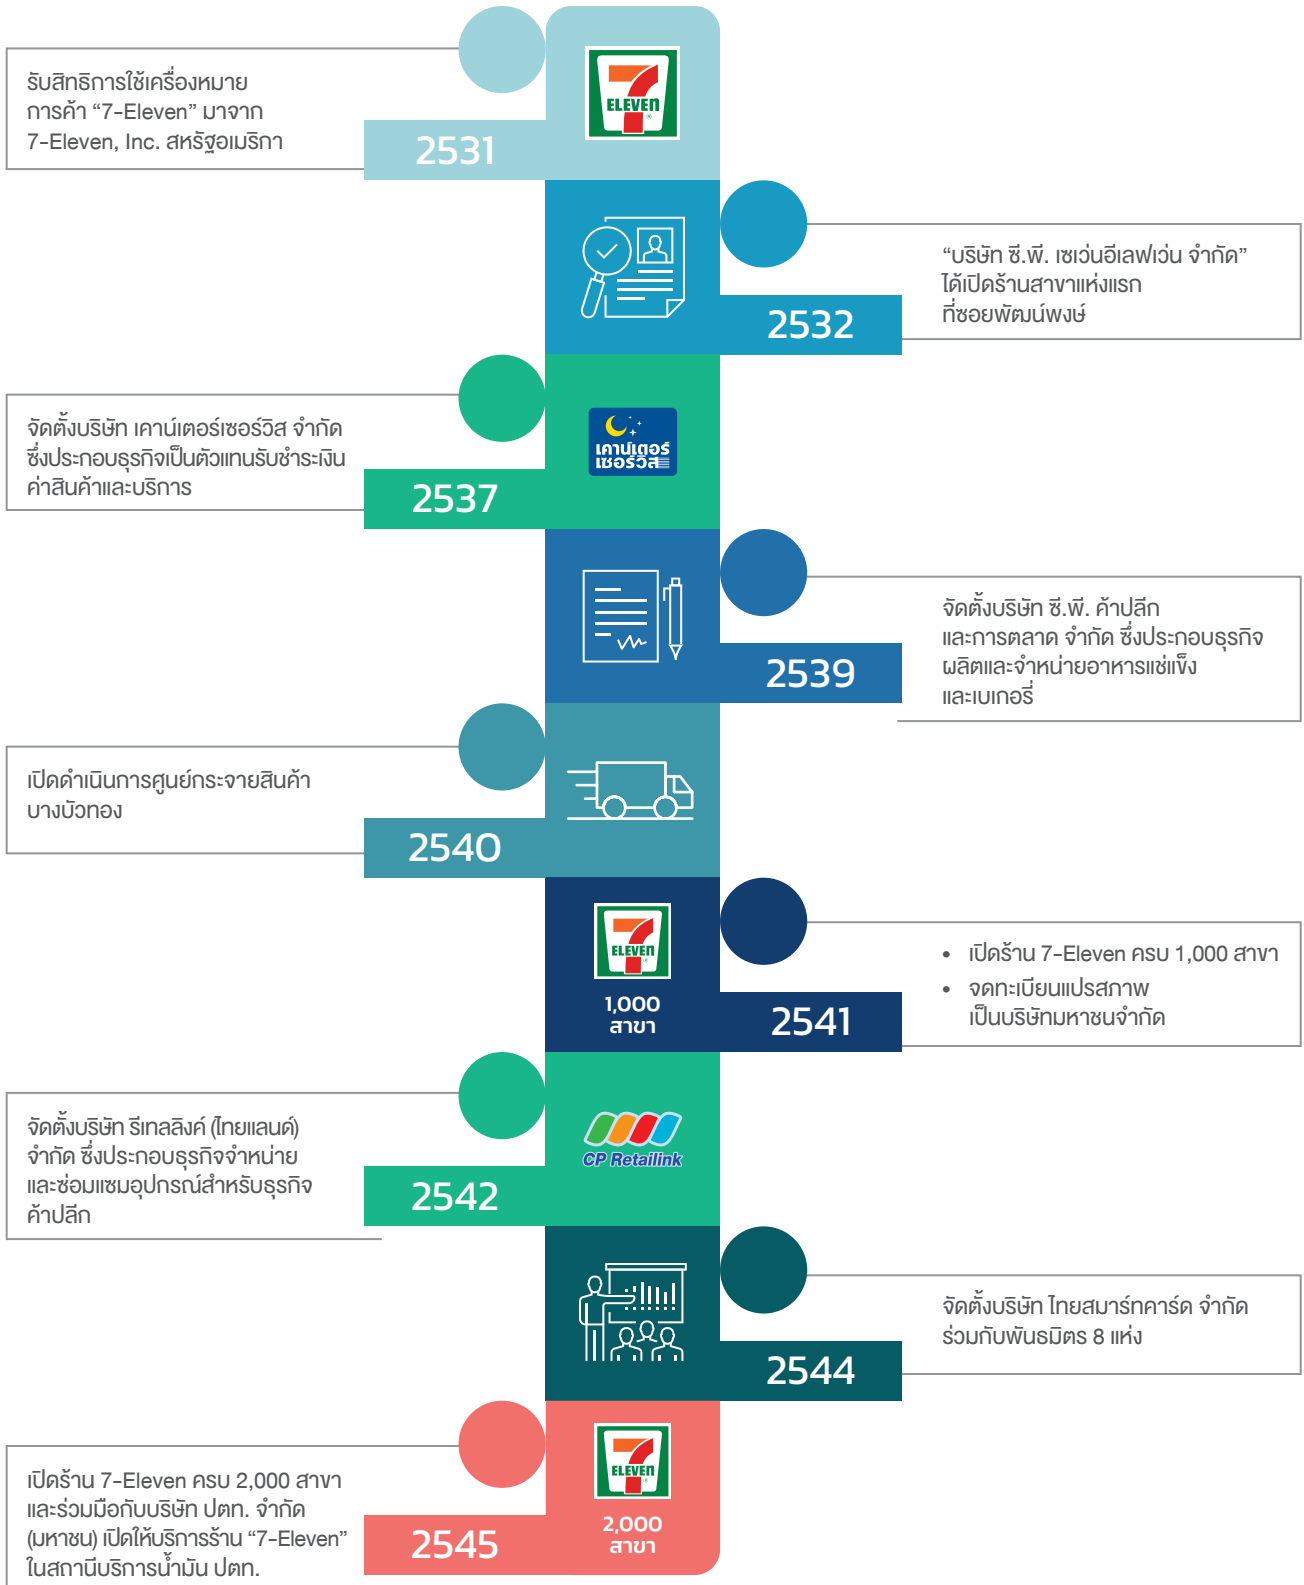 รับสิทธิการใช้เครื่องหมาย
การค้า “7-Eleven” มาจาก
7-Eleven, Inc. สหรัฐอเมริกา
2531
7
ELEVEN
®
“บริษัท ซี.พี. เซเว่นอีเลฟเว่น จำกัด”
ได้เปิดร้านสาขาแห่งแรก
ที่ซอยพัฒน์พงษ์
2532
จัดตั้งบริษัท เคาน์เตอร์เซอร์วิส จำกัด
ซึ่งประกอบธุรกิจเป็นตัวแทนรับชำระเงิน
ค่าสินค้าและบริการ
2537
เคาน์เตอร์
เซอร์วิส
จัดตั้งบริษัท ซี.พี. ค้าปลีก
และการตลาด จำกัด ซึ่งประกอบธุรกิจ
ผลิตและจำหน่ายอาหารแช่แข็ง
และเบเกอรี่
2539
เปิดดำเนินการศูนย์กระจายสินค้า
บางบัวทอง
2540
7
ELEVEN
®
1,000
สาขา
2541
• เปิดร้าน 7-Eleven ครบ 1,000 สาขา
• จดทะเบียนแปรสภาพ
เป็นบริษัทมหาชนจำกัด
จัดตั้งบริษัท รีเทลลิงค์ (ไทยแลนด์)
จำกัด ซึ่งประกอบธุรกิจจำหน่าย
และซ่อมแซมอุปกรณ์สำหรับธุรกิจ
ค้าปลีก
2542
CP Retailink
จัดตั้งบริษัท ไทยสมาร์ทคาร์ด จำกัด
ร่วมกับพันธมิตร 8 แห่ง
2544
เปิดร้าน 7-Eleven ครบ 2,000 สาขา
และร่วมมือกับบริษัท ปตท. จำกัด
(มหาชน) เปิดให้บริการร้าน “7-Eleven”
ในสถานีบริการน้ำมัน ปตท.
2545
7
ELEVEN
®
2,000
สาขา